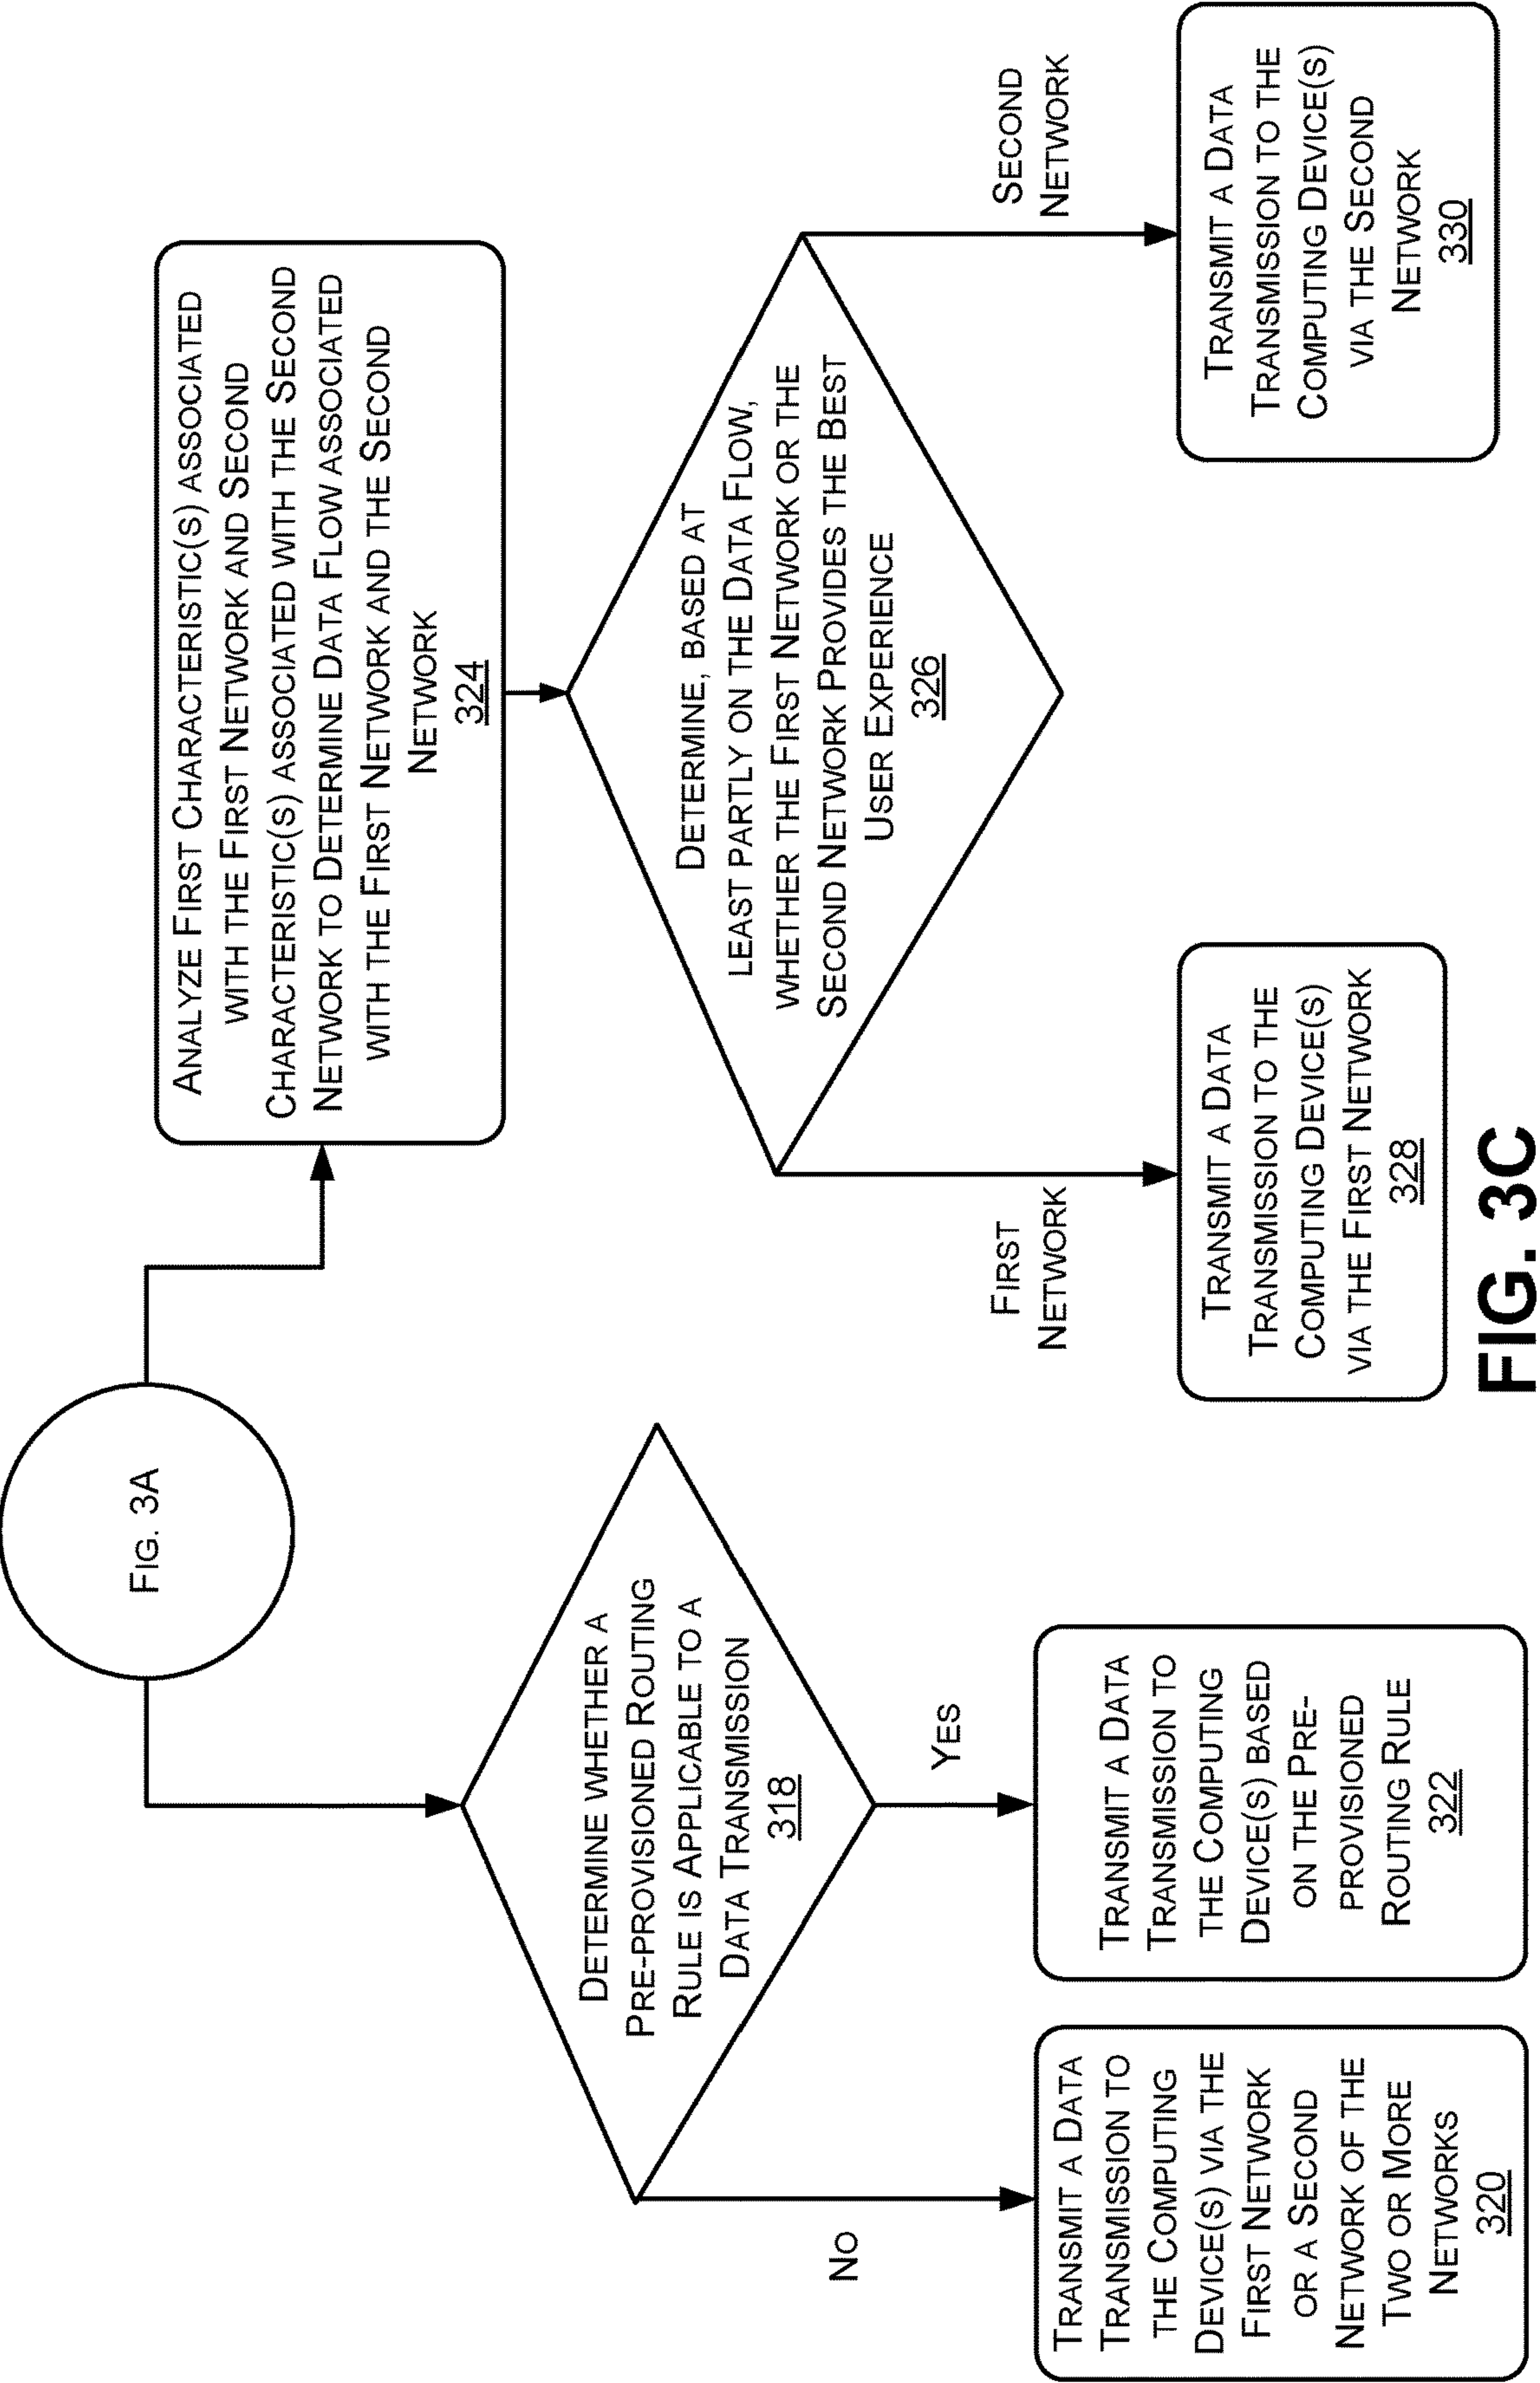 FIG. 3A
DETERMINE WHETHER A
PRE-PROVISIONED ROUTING
RULE IS APPLICABLE TO A
DATA TRANSMISSION
318
NO
YES
TRANSMIT A DATA
TRANSMISSION TO
THE COMPUTING
DEVICE(S) VIA THE
FIRST NETWORK
OR A SECOND
NETWORK OF THE
TWO OR MORE
NETWORKS
320
TRANSMIT A DATA
TRANSMISSION TO
THE COMPUTING
DEVICE(S) BASED
ON THE PRE-
PROVISIONED
ROUTING RULE
322
ANALYZE FIRST CHARACTERISTIC(S) ASSOCIATED
WITH THE FIRST NETWORK AND SECOND
CHARACTERISTIC(S) ASSOCIATED WITH THE SECOND
NETWORK TO DETERMINE DATA FLOW ASSOCIATED
WITH THE FIRST NETWORK AND THE SECOND
NETWORK
324
DETERMINE, BASED AT
LEAST PARTLY ON THE DATA FLOW,
WHETHER THE FIRST NETWORK OR THE
SECOND NETWORK PROVIDES THE BEST
USER EXPERIENCE
326
FIRST
NETWORK
SECOND
NETWORK
TRANSMIT A DATA
TRANSMISSION TO THE
COMPUTING DEVICE(S)
VIA THE FIRST NETWORK
328
TRANSMIT A DATA
TRANSMISSION TO THE
COMPUTING DEVICE(S)
VIA THE SECOND
NETWORK
330
FIG. 3C